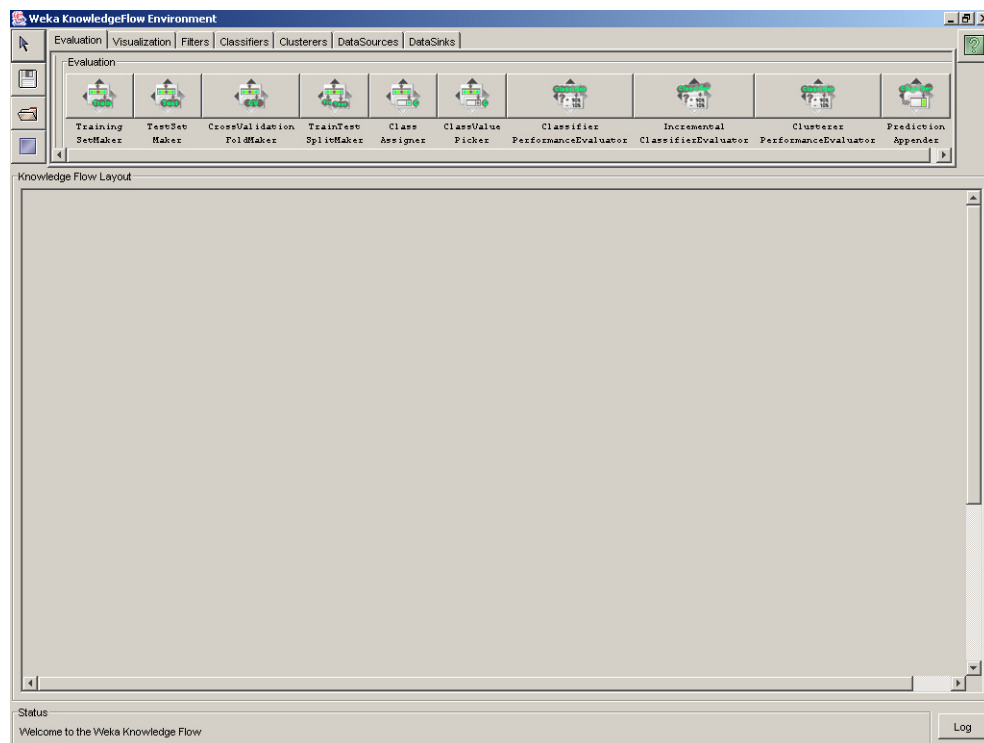 Weka KnowledgeFlow Environment
Evaluation Visualization Filters Classifiers Clusterers DataSources DataSinks
Evaluation
Training TestSet CrossValidation TrainTest Class ClassValue Classifier Incremental Clusterer Prediction
SetMaker Maker FoldMaker SplitMaker Assigner Picker PerformanceEvaluator ClassifierEvaluator PerformanceEvaluator Appender
Knowledge Flow Layout
Status
Welcome to the Weka Knowledge Flow
Log